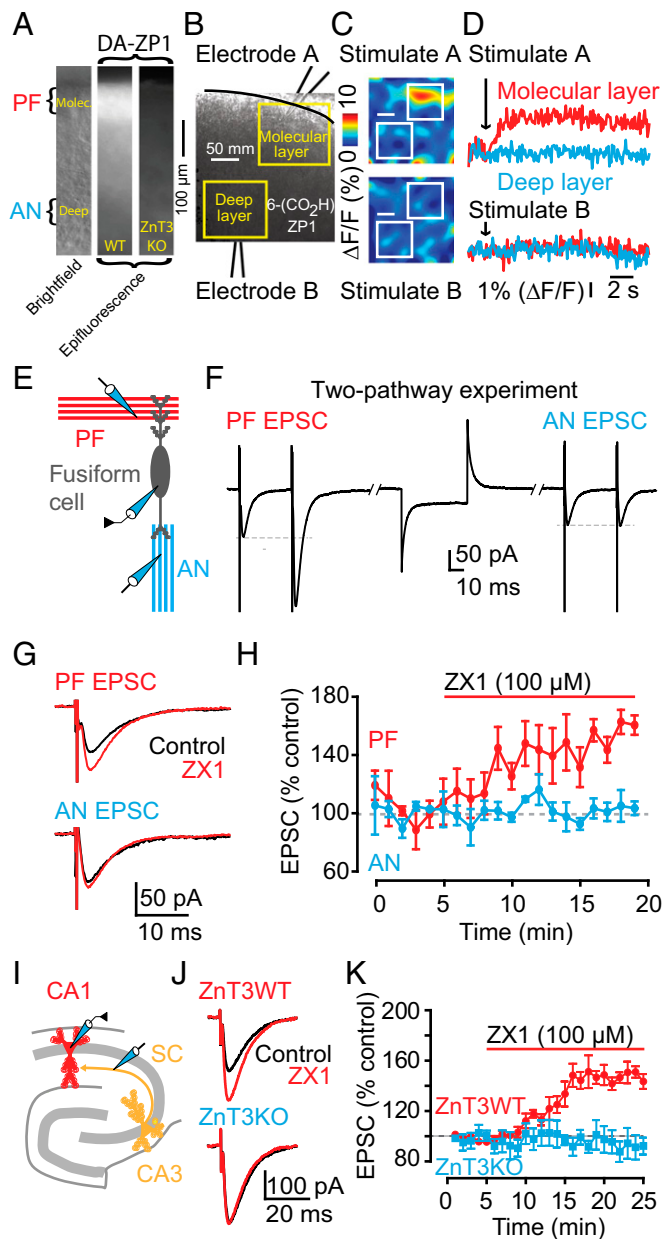 A
DA-ZP1
PF
Molec.
AN
Deep
WT
ZnT3
KO
Brightfield
Epifluorescence
100 µm
B
Electrode A
50 mm
Molecular
layer
Deep
layer
6-(CO₂H)
ZP1
Electrode B
C
Stimulate A
10
0
ΔF/F (%)
Stimulate B
D
Stimulate A
Molecular layer
Deep layer
Stimulate B
1% (ΔF/F)
2 s
E
PF
Fusiform
cell
AN
F
Two-pathway experiment
PF EPSC
AN EPSC
50 pA
10 ms
G
PF EPSC
Control
ZX1
AN EPSC
50 pA
10 ms
H
ZX1 (100 µM)
EPSC (% control)
180
140
100
60
PF
AN
0 5 10 15 20
Time (min)
I
CA1
SC
CA3
J
ZnT3WT
Control
ZX1
ZnT3KO
100 pA
20 ms
K
ZX1 (100 µM)
EPSC (% control)
200
160
120
80
ZnT3WT
ZnT3KO
0 5 10 15 20 25
Time (min)